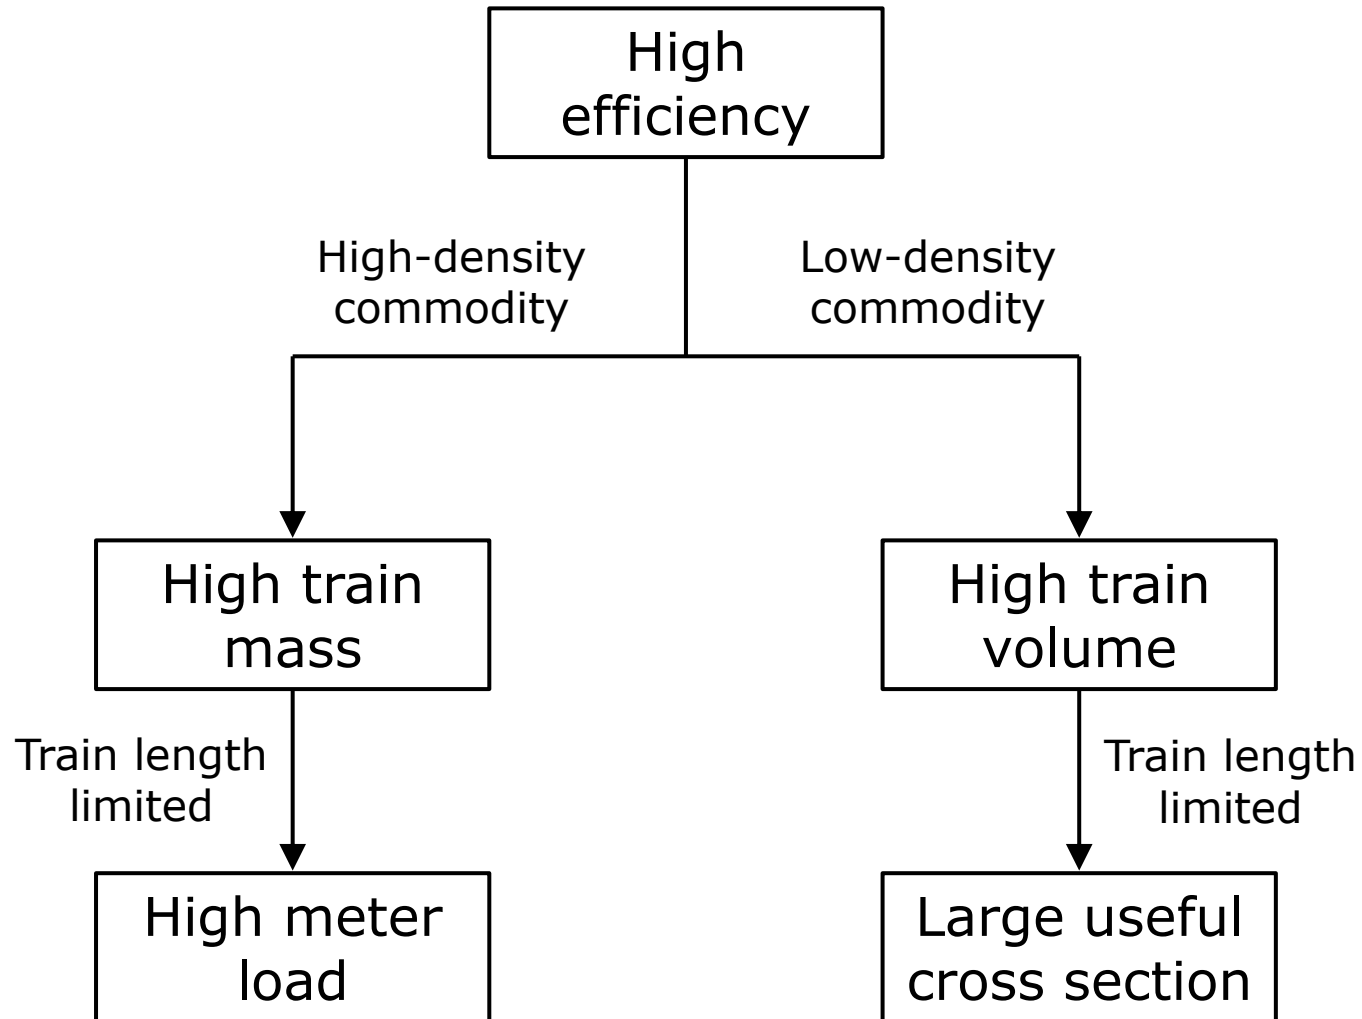 High
efficiency
High-density
commodity
Low-density
commodity
High train
mass
High train
volume
Train length
limited
Train length
limited
High meter
load
Large useful
cross section